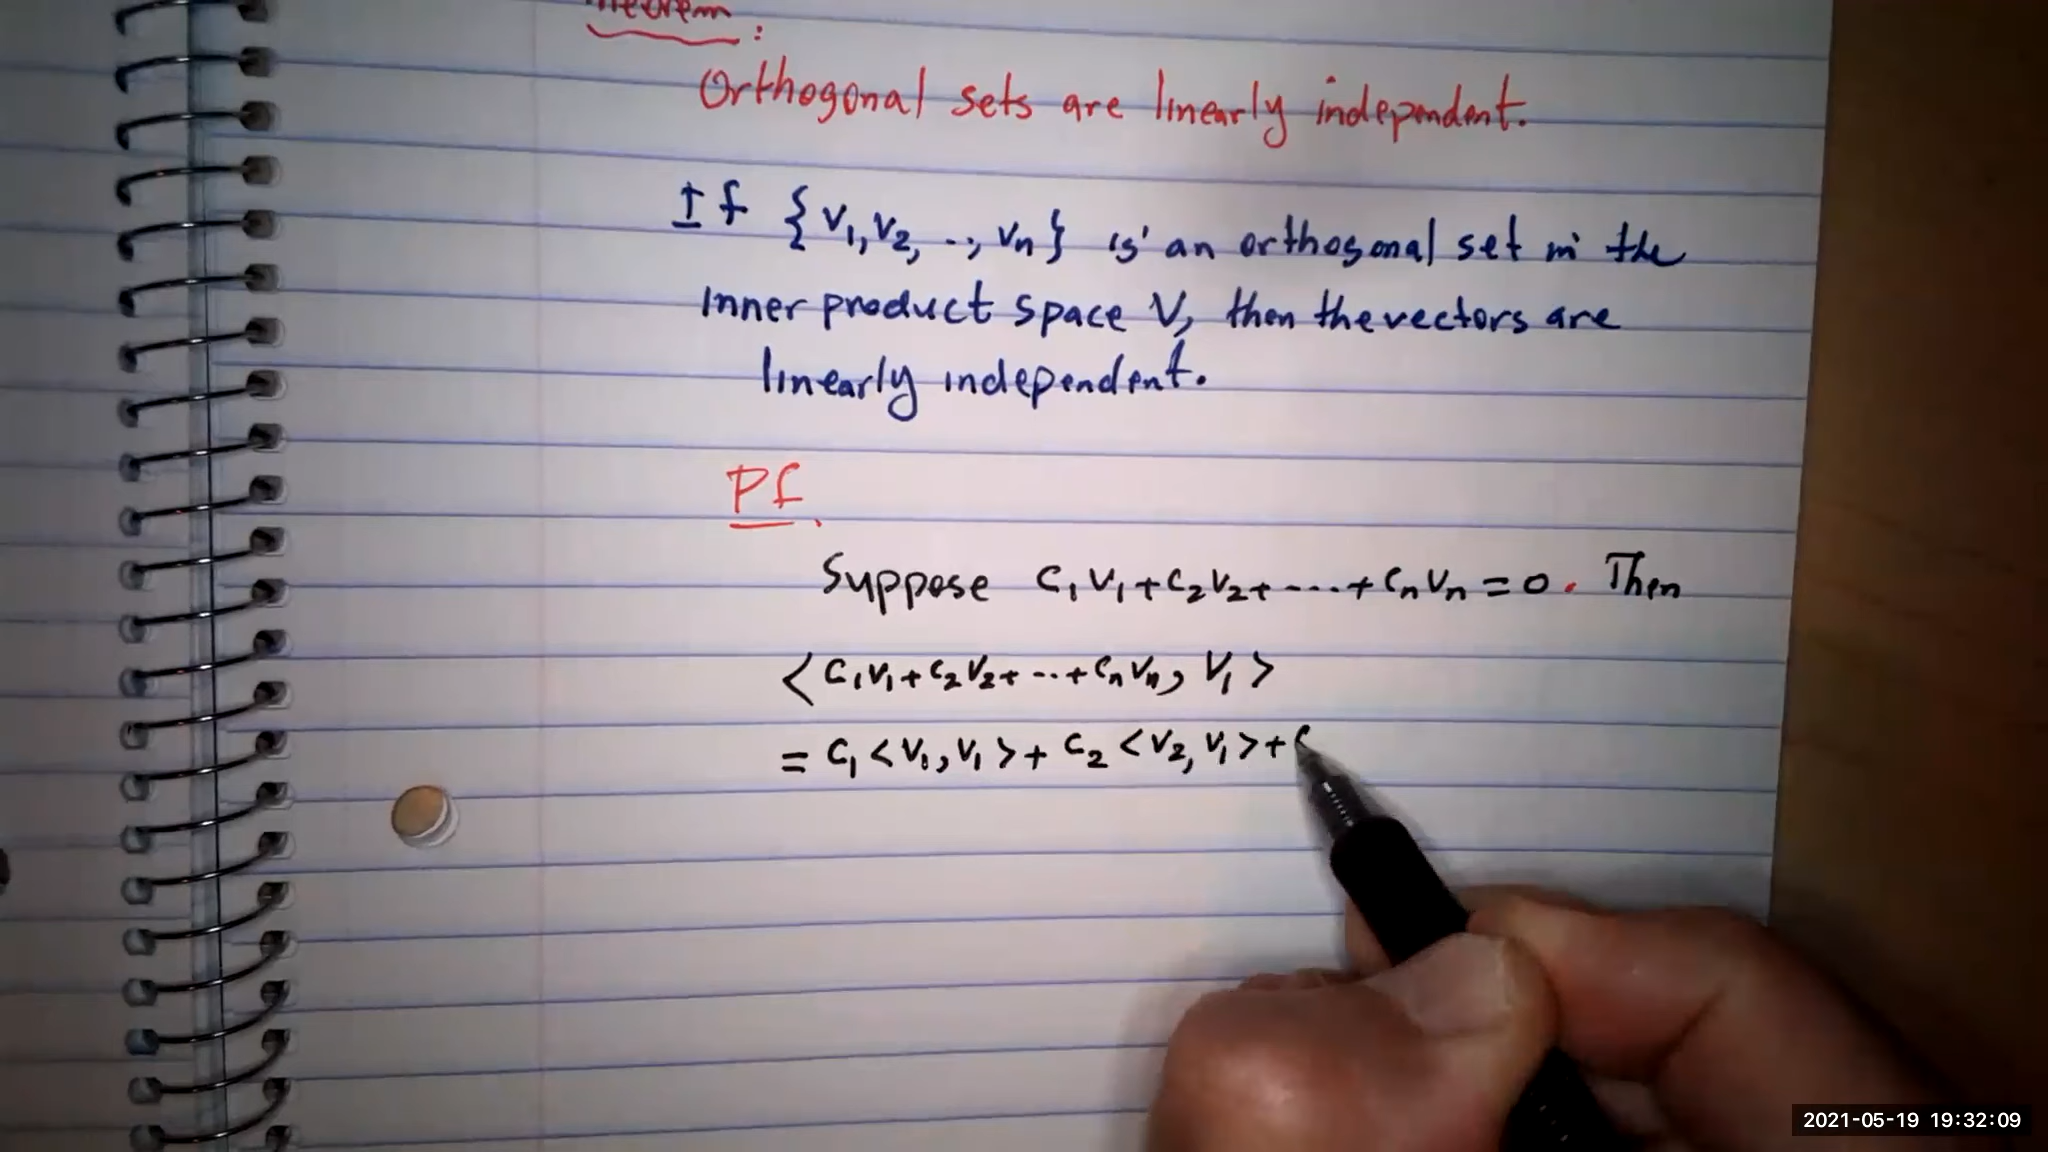 Theorem:
Orthogonal sets are linearly independent.
If {v₁, v₂, .., vₙ} is an orthogonal set in the
inner product space V, then the vectors are
linearly independent.
Pf.
Suppose c₁v₁+c₂v₂+....+cₙvₙ=0. Then
<c₁v₁+c₂v₂+...+cₙvₙ, v₁>
= c₁<v₁,v₁>+ c₂<v₂,v₁>+c
2021-05-19 19:32:09